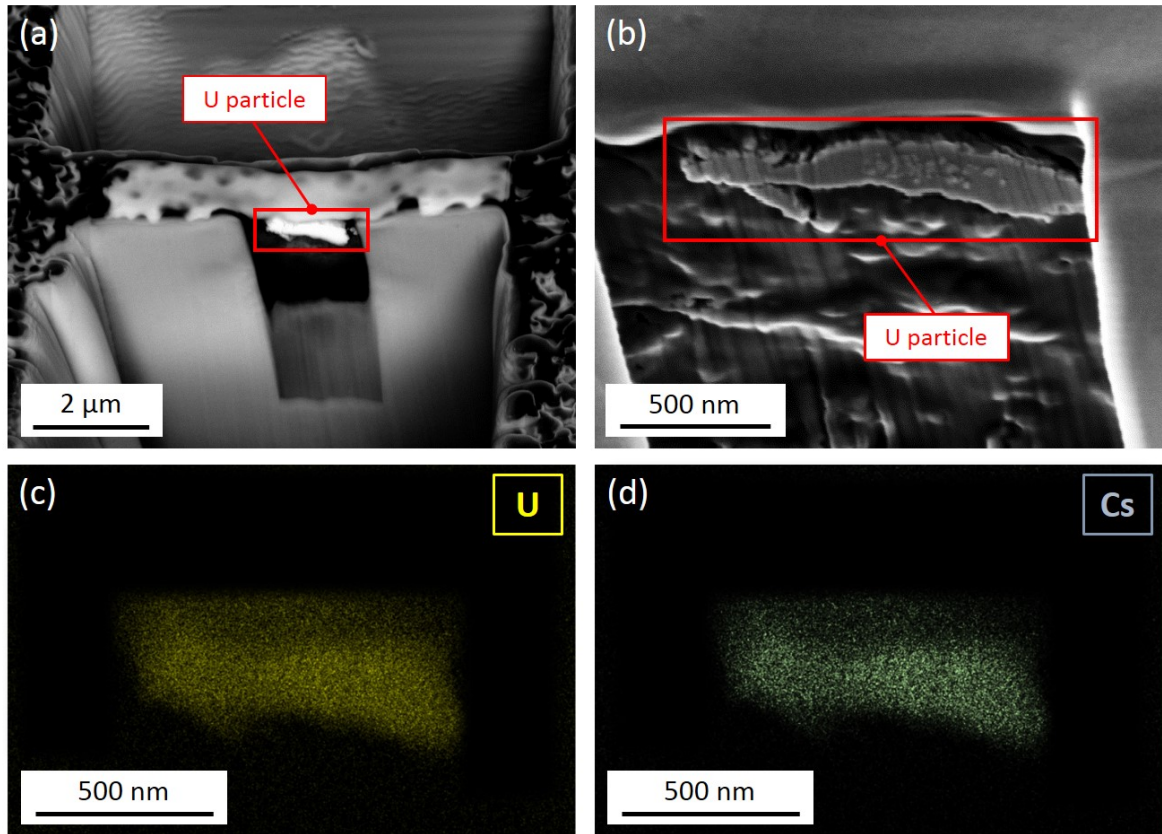 (a)
U particle
2 μm
(b)
U particle
500 nm
(c)
U
500 nm
(d)
Cs
500 nm